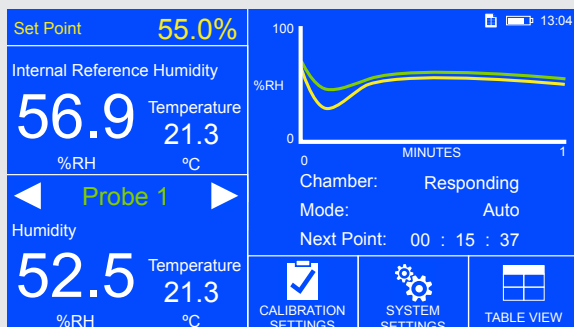 Set Point 55.0%
Internal Reference Humidity
56.9 Temperature
21.3
%RH ºC
Probe 1
Humidity
52.5 Temperature
21.3
%RH ºC
13:04
100
%RH
0
0 MINUTES 1
Chamber: Responding
Mode: Auto
Next Point: 00 : 15 : 37
CALIBRATION
SETTINGS
SYSTEM
SETTINGS
TABLE VIEW